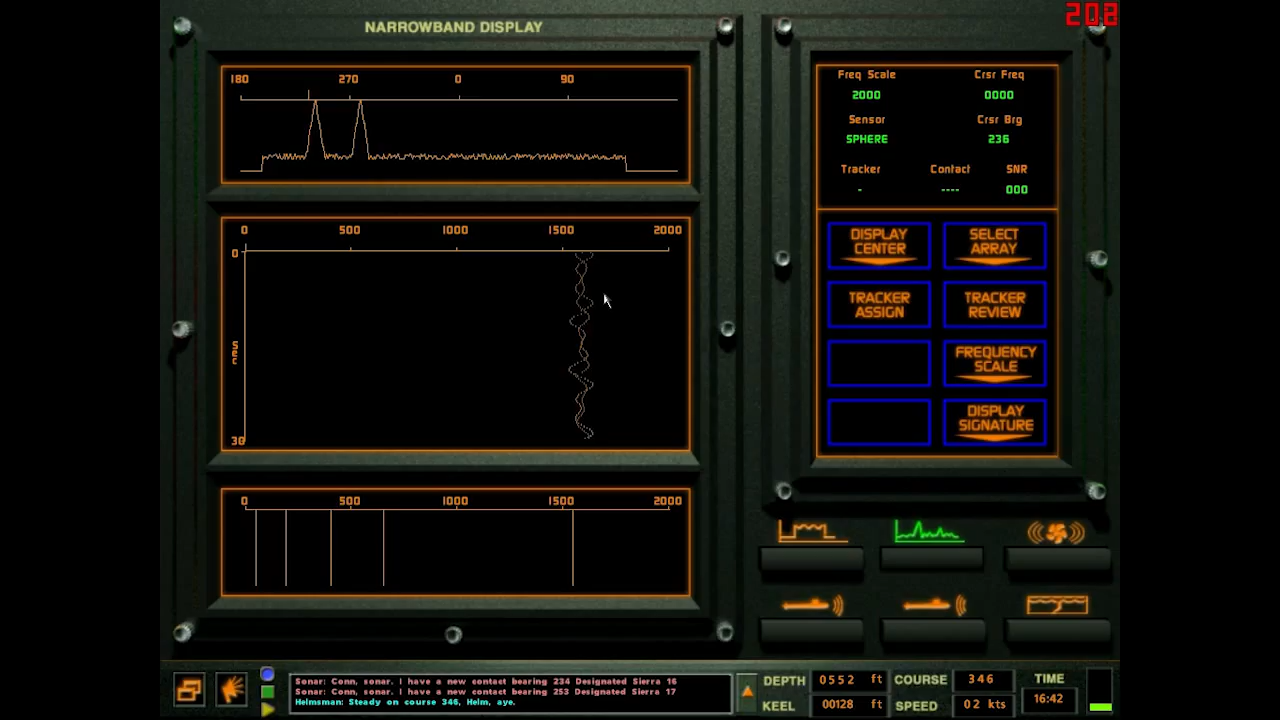 208
NARROWBAND DISPLAY
180 270 0 90
0 500 1000 1500 2000
0
SEC
30
0 500 1000 1500 2000
Freq Scale Crsr Freq
2000 0000
Sensor Crsr Brg
SPHERE 236
Tracker Contact SNR
- ---- 000
DISPLAY CENTER
SELECT ARRAY
TRACKER ASSIGN
TRACKER REVIEW
FREQUENCY SCALE
DISPLAY SIGNATURE
Sonar: Conn, sonar. I have a new contact bearing 234 Designated Sierra 16
Sonar: Conn, sonar. I have a new contact bearing 253 Designated Sierra 17
Helmsman: Steady on course 346, Helm, aye.
DEPTH 0552 ft COURSE 346 TIME
KEEL 00128 ft SPEED 02 kts 16:42